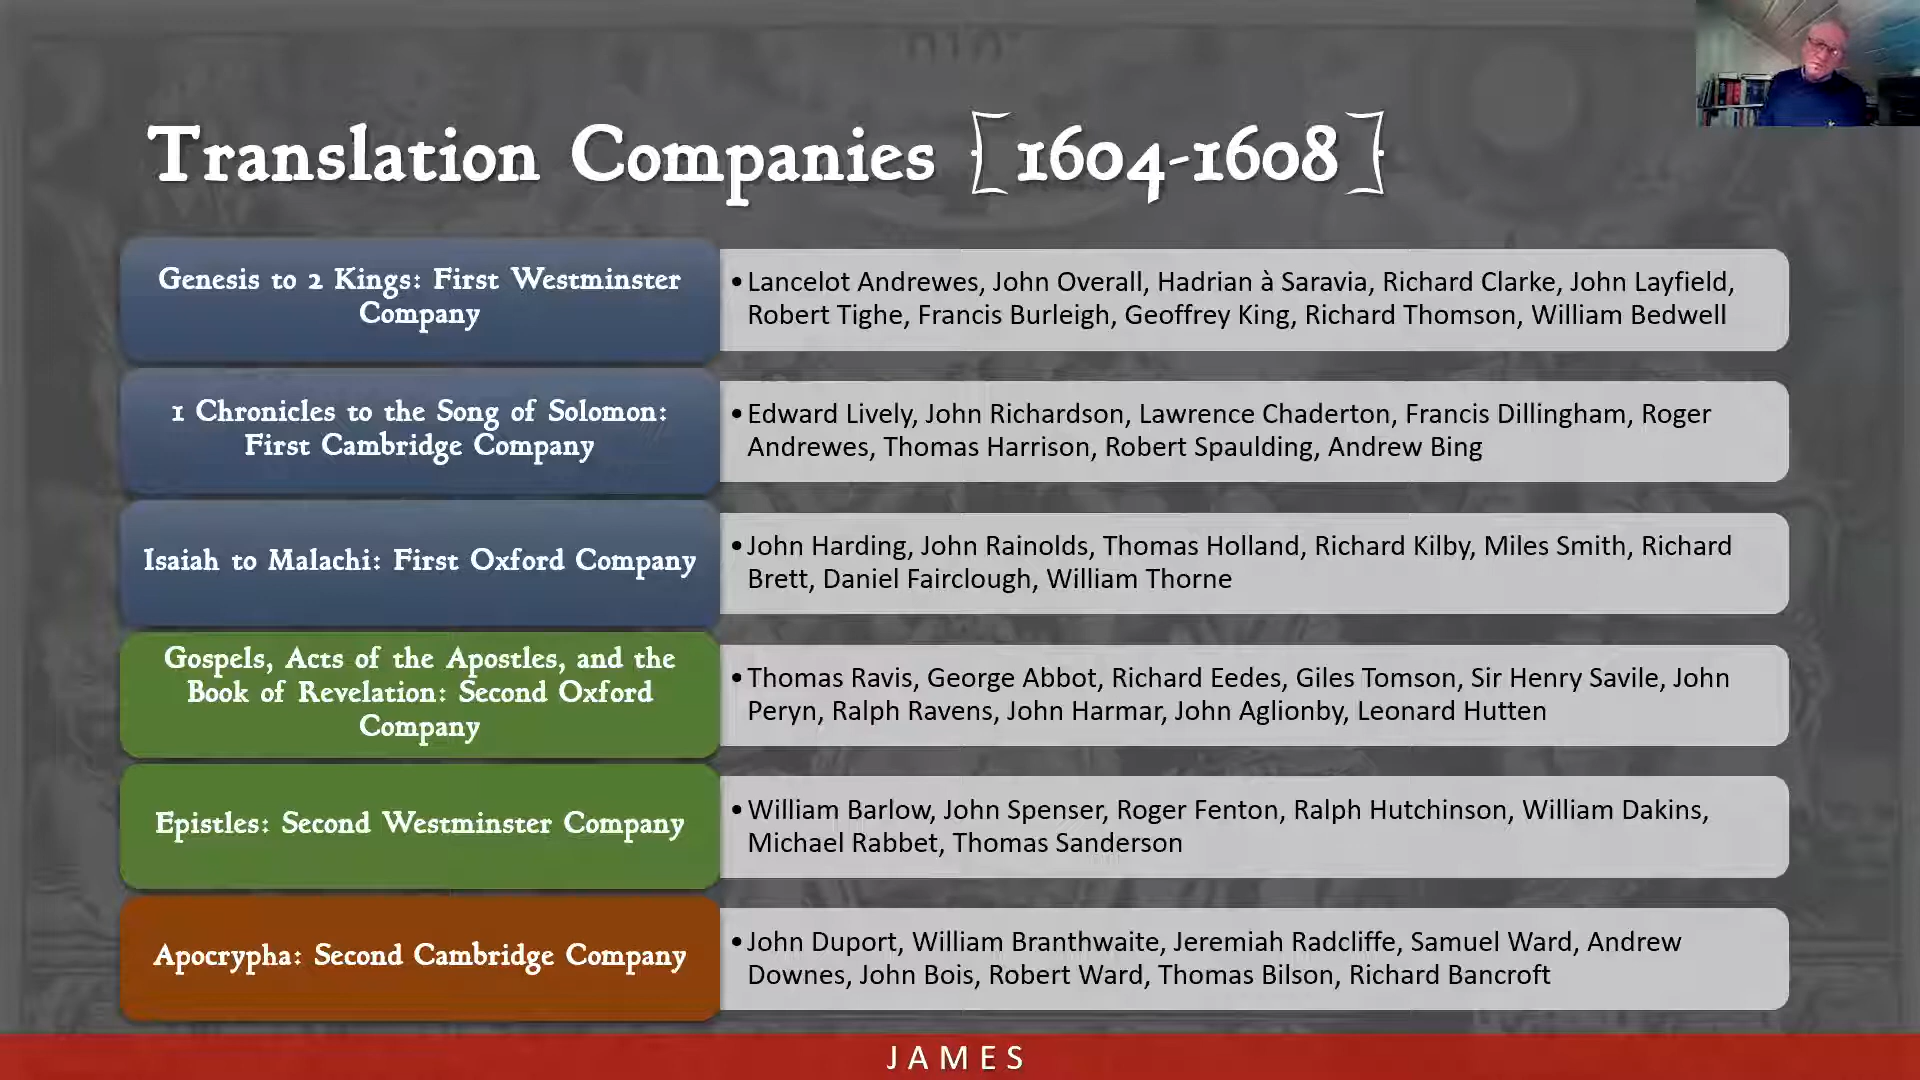 Translation Companies [1604-1608]
Genesis to 2 Kings: First Westminster
Company
•Lancelot Andrewes, John Overall, Hadrian à Saravia, Richard Clarke, John Layfield,
Robert Tighe, Francis Burleigh, Geoffrey King, Richard Thomson, William Bedwell
1 Chronicles to the Song of Solomon:
First Cambridge Company
•Edward Lively, John Richardson, Lawrence Chaderton, Francis Dillingham, Roger
Andrewes, Thomas Harrison, Robert Spaulding, Andrew Bing
Isaiah to Malachi: First Oxford Company
•John Harding, John Rainolds, Thomas Holland, Richard Kilby, Miles Smith, Richard
Brett, Daniel Fairclough, William Thorne
Gospels, Acts of the Apostles, and the
Book of Revelation: Second Oxford
Company
•Thomas Ravis, George Abbot, Richard Eedes, Giles Tomson, Sir Henry Savile, John
Peryn, Ralph Ravens, John Harmar, John Aglionby, Leonard Hutten
Epistles: Second Westminster Company
•William Barlow, John Spenser, Roger Fenton, Ralph Hutchinson, William Dakins,
Michael Rabbet, Thomas Sanderson
Apocrypha: Second Cambridge Company
•John Duport, William Branthwaite, Jeremiah Radcliffe, Samuel Ward, Andrew
Downes, John Bois, Robert Ward, Thomas Bilson, Richard Bancroft
JAMES